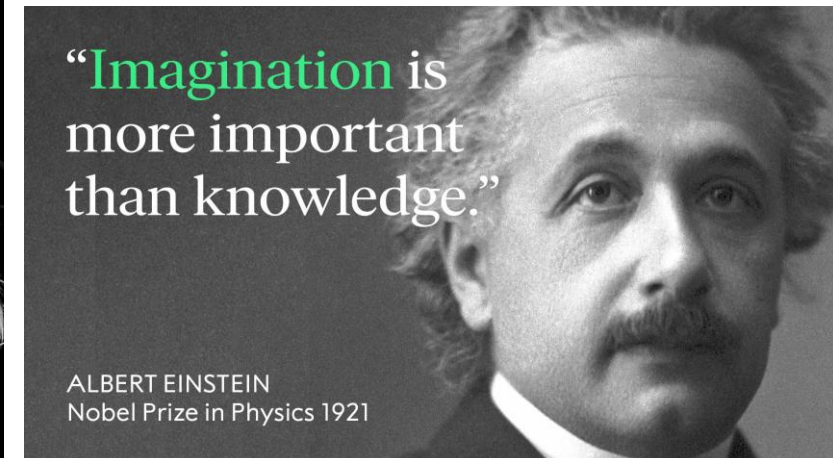 “Imagination is
more important
than knowledge.”
ALBERT EINSTEIN
Nobel Prize in Physics 1921